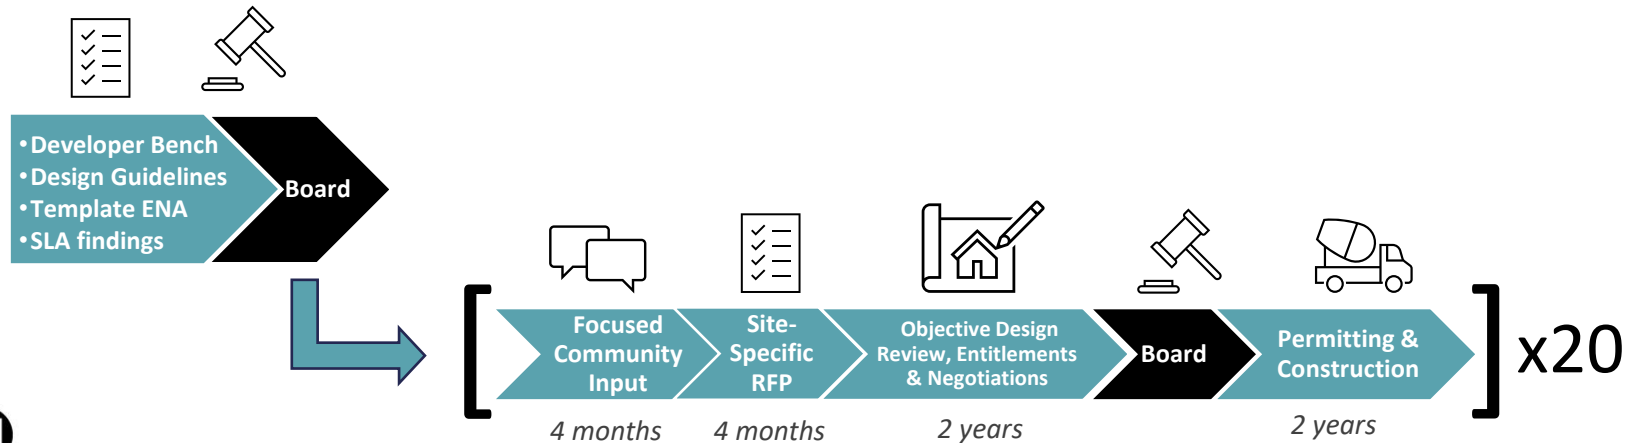 •Developer Bench
•Design Guidelines
•Template ENA
•SLA findings
Board
Focused
Community
Input
Site-
Specific
RFP
Objective Design
Review, Entitlements
& Negotiations
Board
Permitting &
Construction
x20
4 months
4 months
2 years
2 years